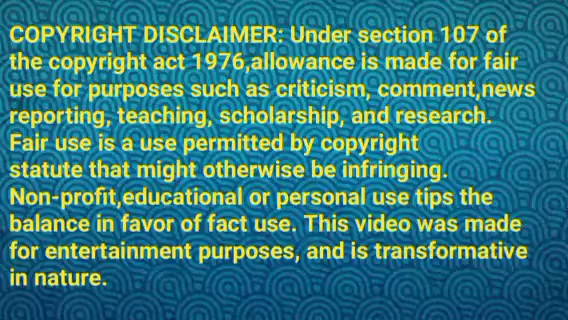 COPYRIGHT DISCLAIMER: Under section 107 of
the copyright act 1976,allowance is made for fair
use for purposes such as criticism, comment,news
reporting, teaching, scholarship, and research.
Fair use is a use permitted by copyright
statute that might otherwise be infringing.
Non-profit,educational or personal use tips the
balance in favor of fact use. This video was made
for entertainment purposes, and is transformative
in nature.